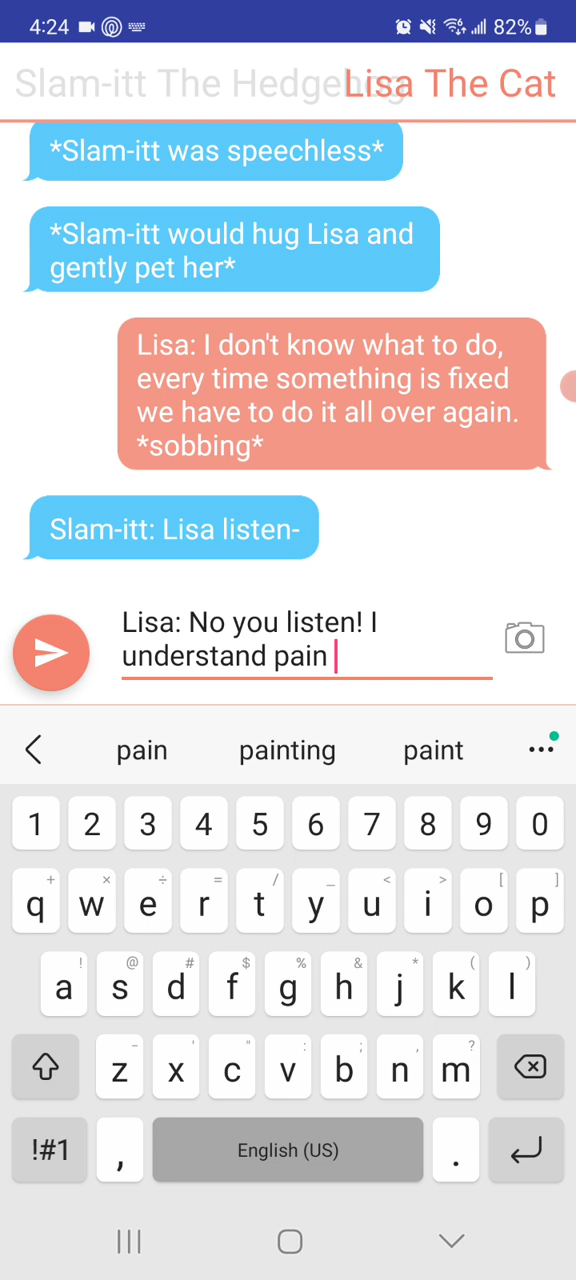 4:24 82%
Slam-itt The Hedgehog Lisa The Cat
*Slam-itt was speechless*
*Slam-itt would hug Lisa and
gently pet her*
Lisa: I don't know what to do,
every time something is fixed
we have to do it all over again.
*sobbing*
Slam-itt: Lisa listen-
Lisa: No you listen! I
understand pain
pain painting paint
1 2 3 4 5 6 7 8 9 0
+ × ÷ = / _ < > [ ]
q w e r t y u i o p
! @ # $ % & * ( )
a s d f g h j k l
- ' " : ; , ?
z x c v b n m
!#1 , English (US) .